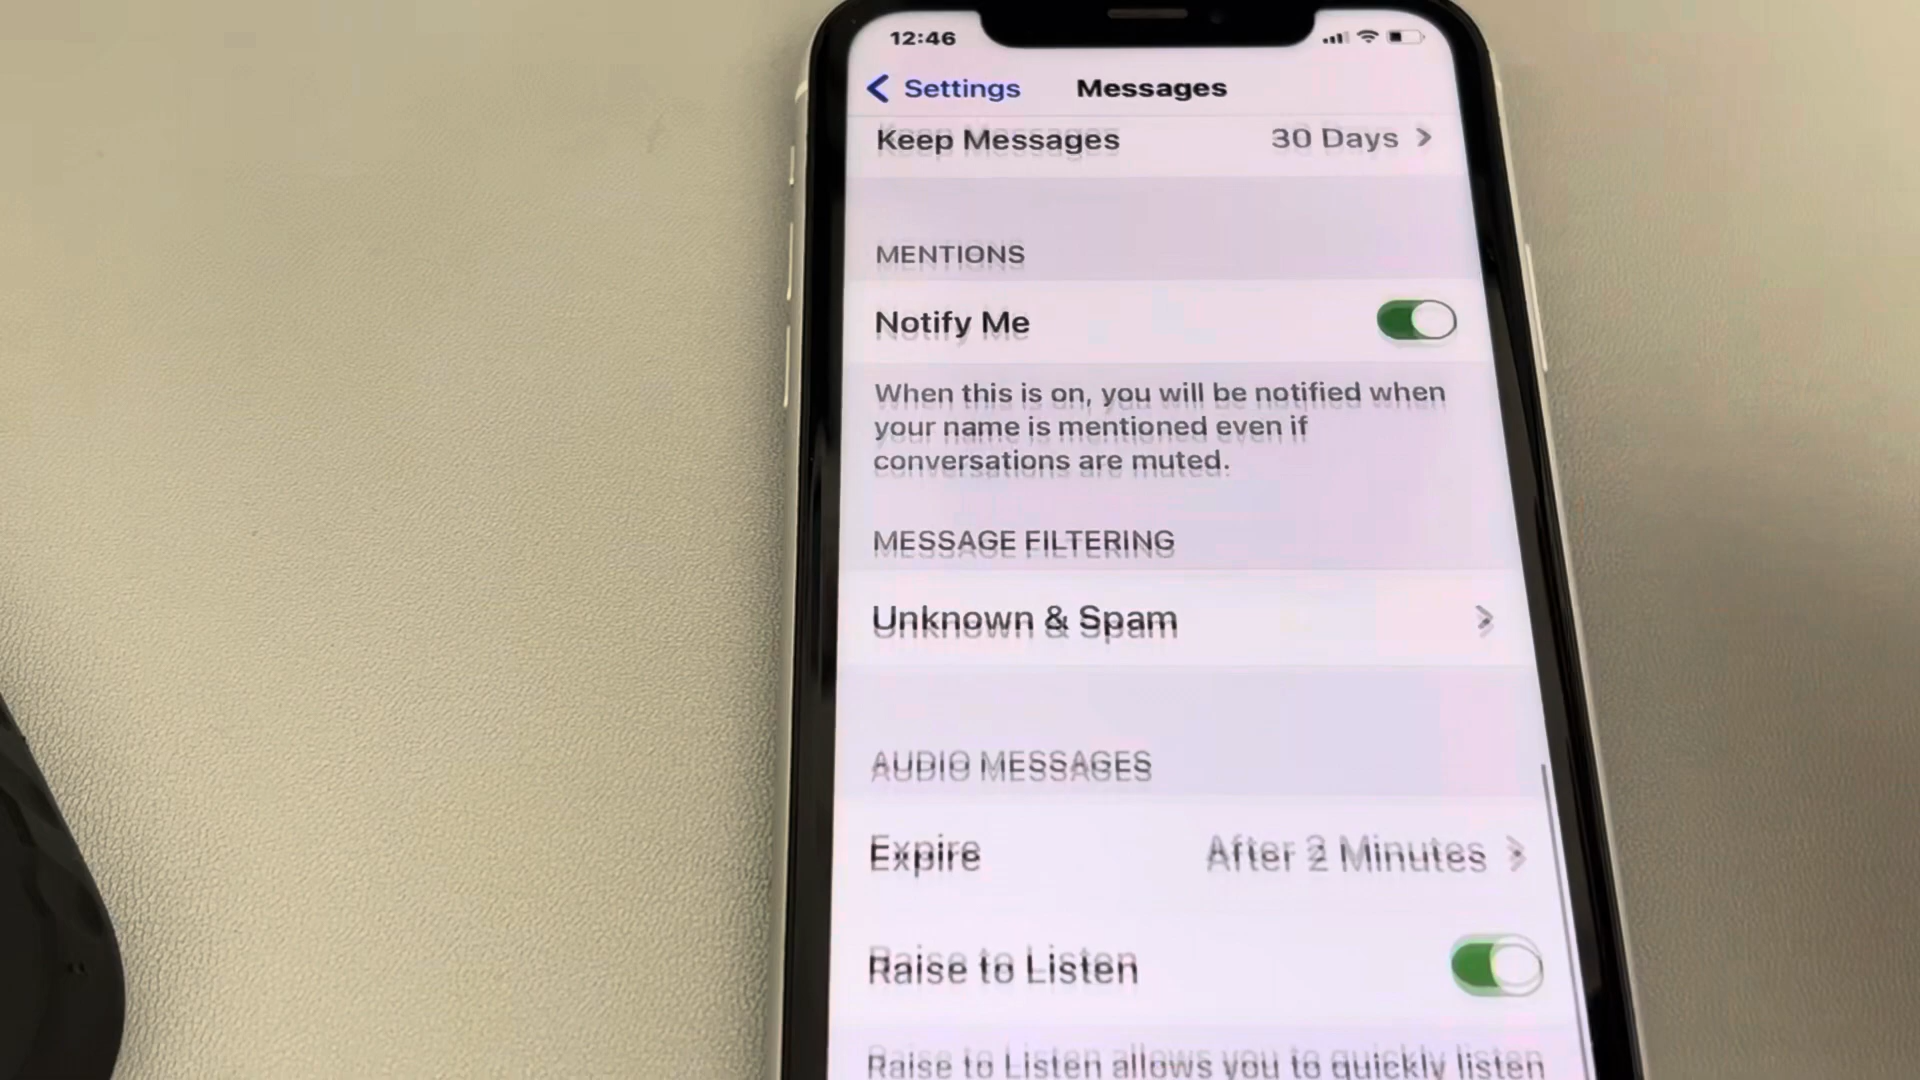 12:46
Settings Messages
Keep Messages 30 Days
MENTIONS
Notify Me
When this is on, you will be notified when
your name is mentioned even if
conversations are muted.
MESSAGE FILTERING
Unknown & Spam
AUDIO MESSAGES
Expire After 2 Minutes
Raise to Listen
Raise to Listen allows you to quickly listen